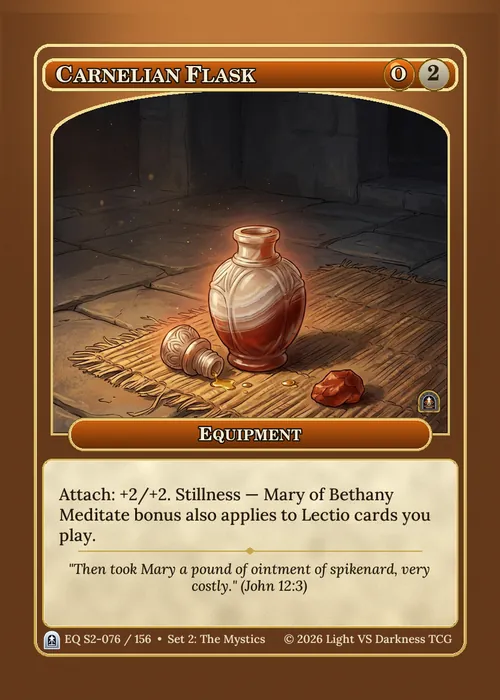 CARNELIAN FLASK O 2
EQUIPMENT
Attach: +2/+2. Stillness — Mary of Bethany
Meditate bonus also applies to Lectio cards you
play.
"Then took Mary a pound of ointment of spikenard, very
costly." (John 12:3)
EQ S2-076 / 156 • Set 2: The Mystics © 2026 Light VS Darkness TCG